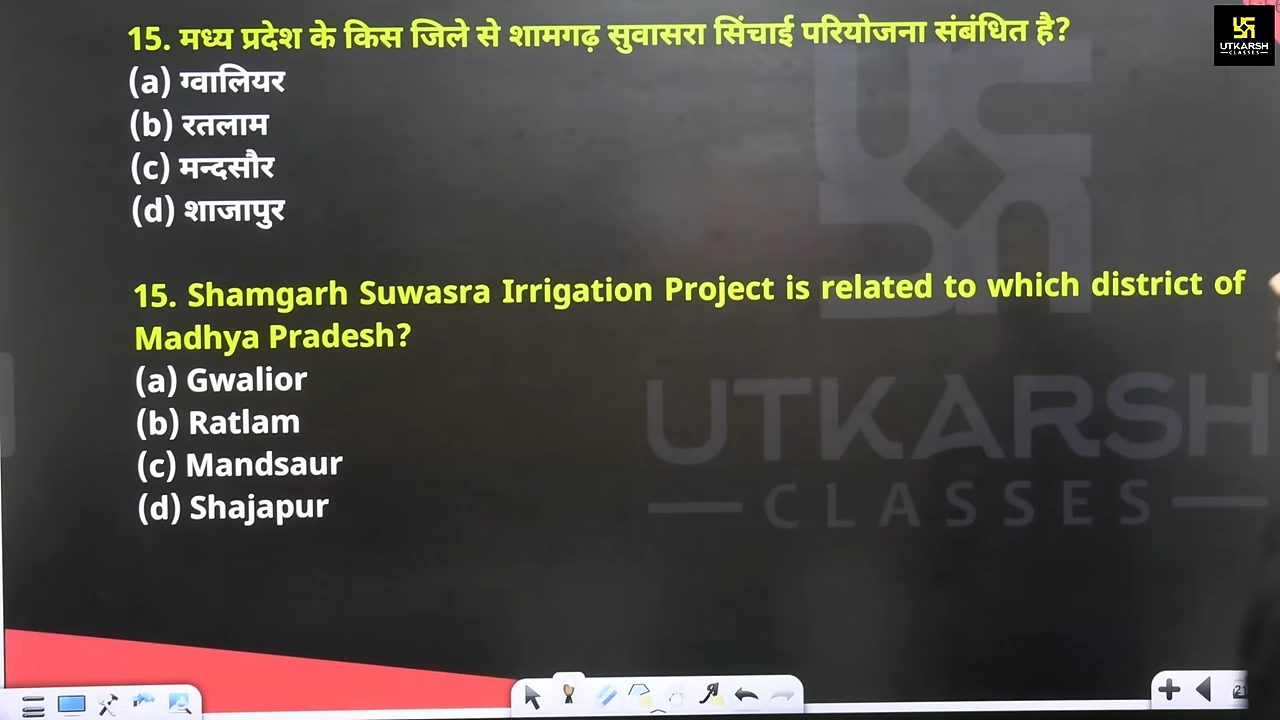 15. मध्य प्रदेश के किस जिले से शामगढ़ सुवासरा सिंचाई परियोजना संबंधित है?
(a) ग्वालियर
(b) रतलाम
(c) मन्दसौर
(d) शाजापुर
15. Shamgarh Suwasra Irrigation Project is related to which district of
Madhya Pradesh?
(a) Gwalior
(b) Ratlam
(c) Mandsaur
(d) Shajapur
UTKARSH
CLASSES
UTKARSH
CLASSES